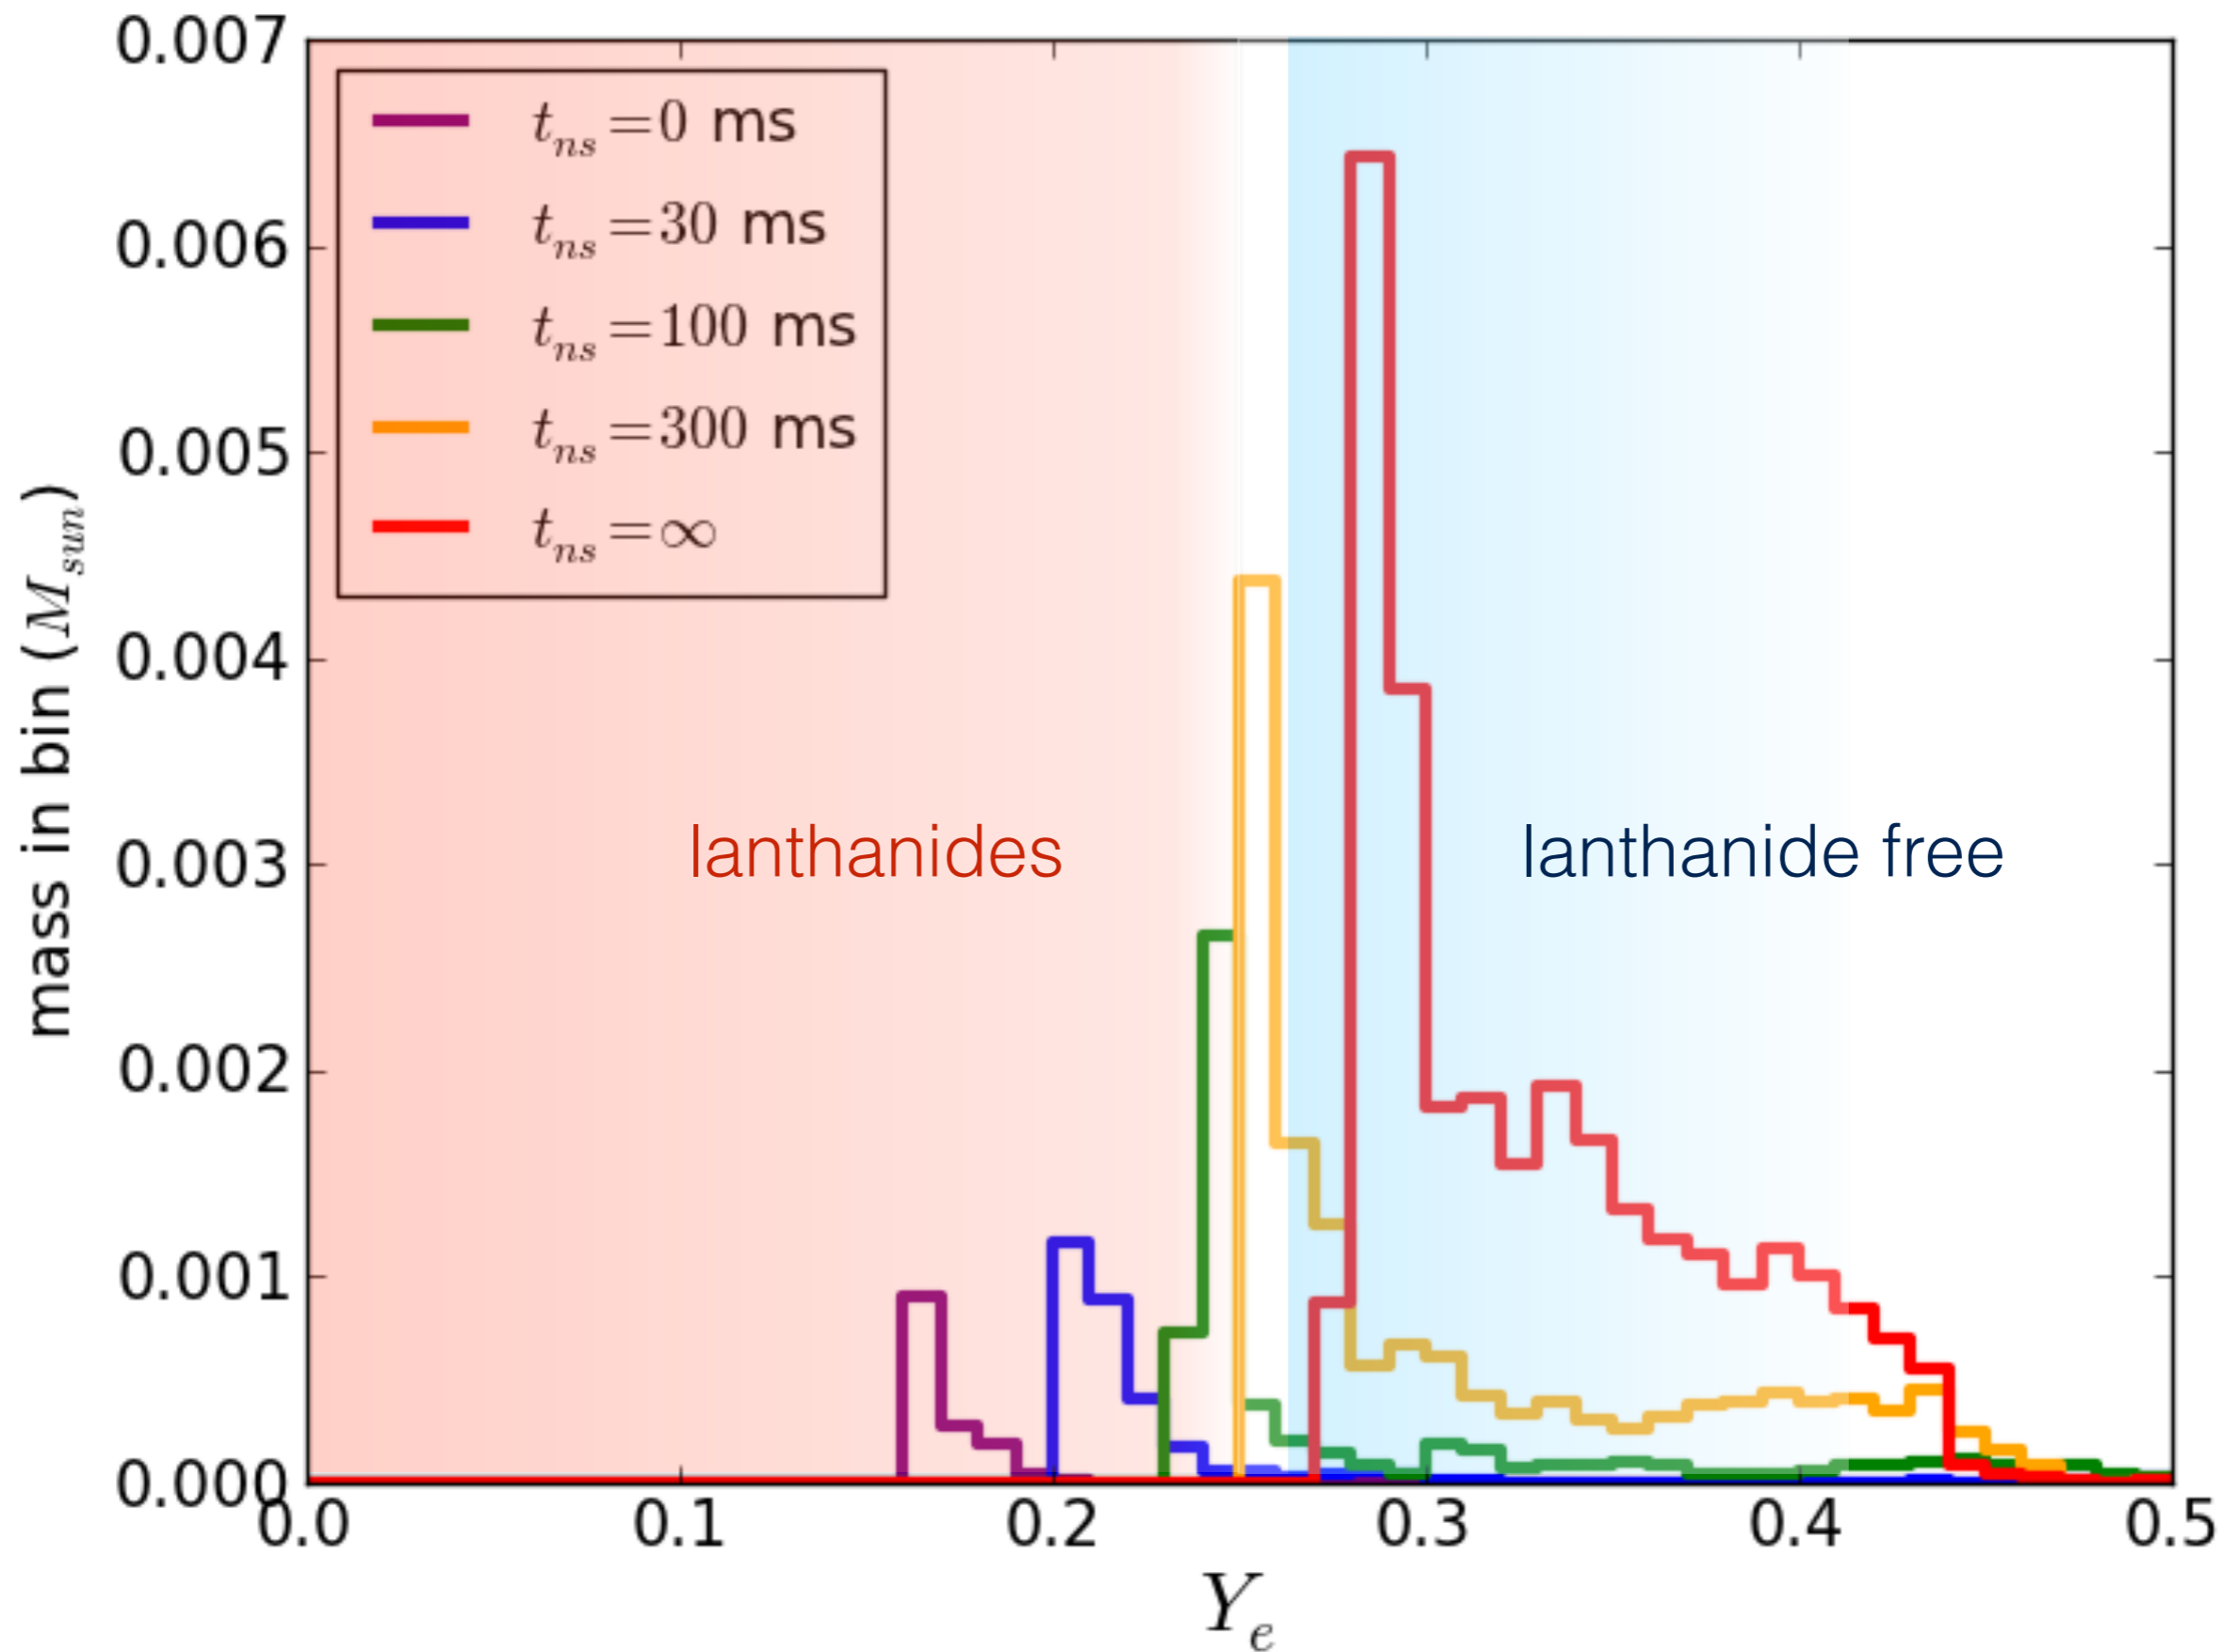 0.007
0.006
0.005
0.004
0.003
0.002
0.001
0.000
mass in bin (M_sun)
t_ns = 0 ms
t_ns = 30 ms
t_ns = 100 ms
t_ns = 300 ms
t_ns = ∞
lanthanides
lanthanide free
0.0 0.1 0.2 0.3 0.4 0.5
Y_e